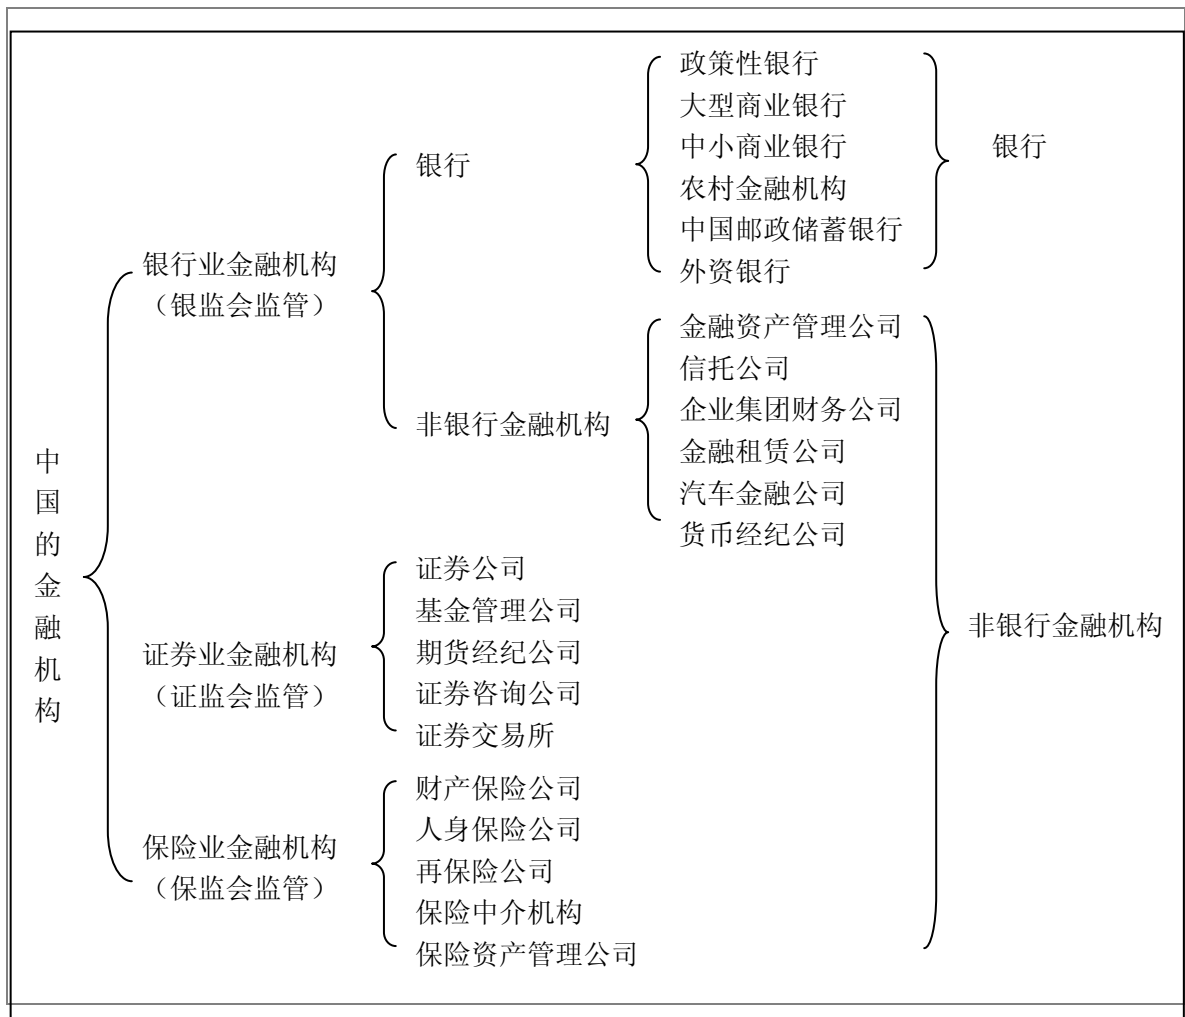 中国的金融机构
银行业金融机构
（银监会监管）
银行
政策性银行
大型商业银行
中小商业银行
农村金融机构
中国邮政储蓄银行
外资银行
银行
非银行金融机构
金融资产管理公司
信托公司
企业集团财务公司
金融租赁公司
汽车金融公司
货币经纪公司
证券业金融机构
（证监会监管）
证券公司
基金管理公司
期货经纪公司
证券咨询公司
证券交易所
保险业金融机构
（保监会监管）
财产保险公司
人身保险公司
再保险公司
保险中介机构
保险资产管理公司
非银行金融机构